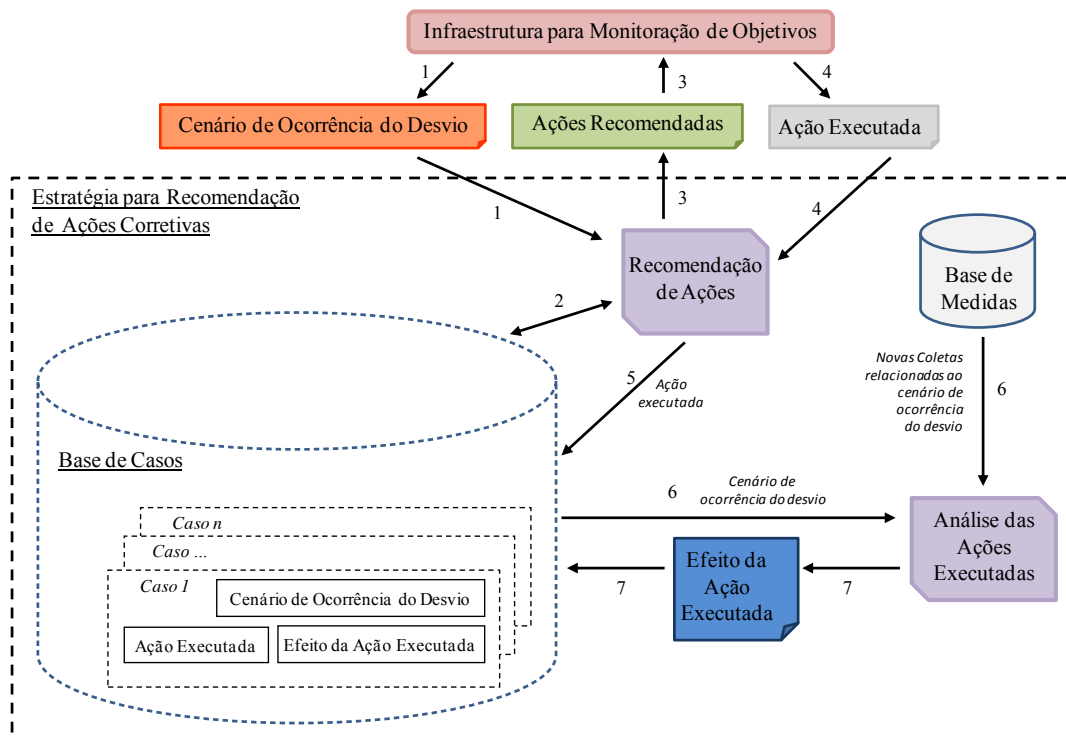 Infraestrutura para Monitoração de Objetivos
1
3
4
Cenário de Ocorrência do Desvio
Ações Recomendadas
Ação Executada
Estratégia para Recomendação
de Ações Corretivas
1
3
4
Recomendação
de Ações
Base de
Medidas
2
5
Ação
executada
Novas Coletas
relacionadas ao
cenário de
ocorrência
do desvio
6
Base de Casos
6
Cenário de
ocorrência do desvio
Caso n
Caso ...
Caso 1
Cenário de Ocorrência do Desvio
Ação Executada
Efeito da Ação Executada
7
Efeito da
Ação
Executada
7
Análise das
Ações
Executadas